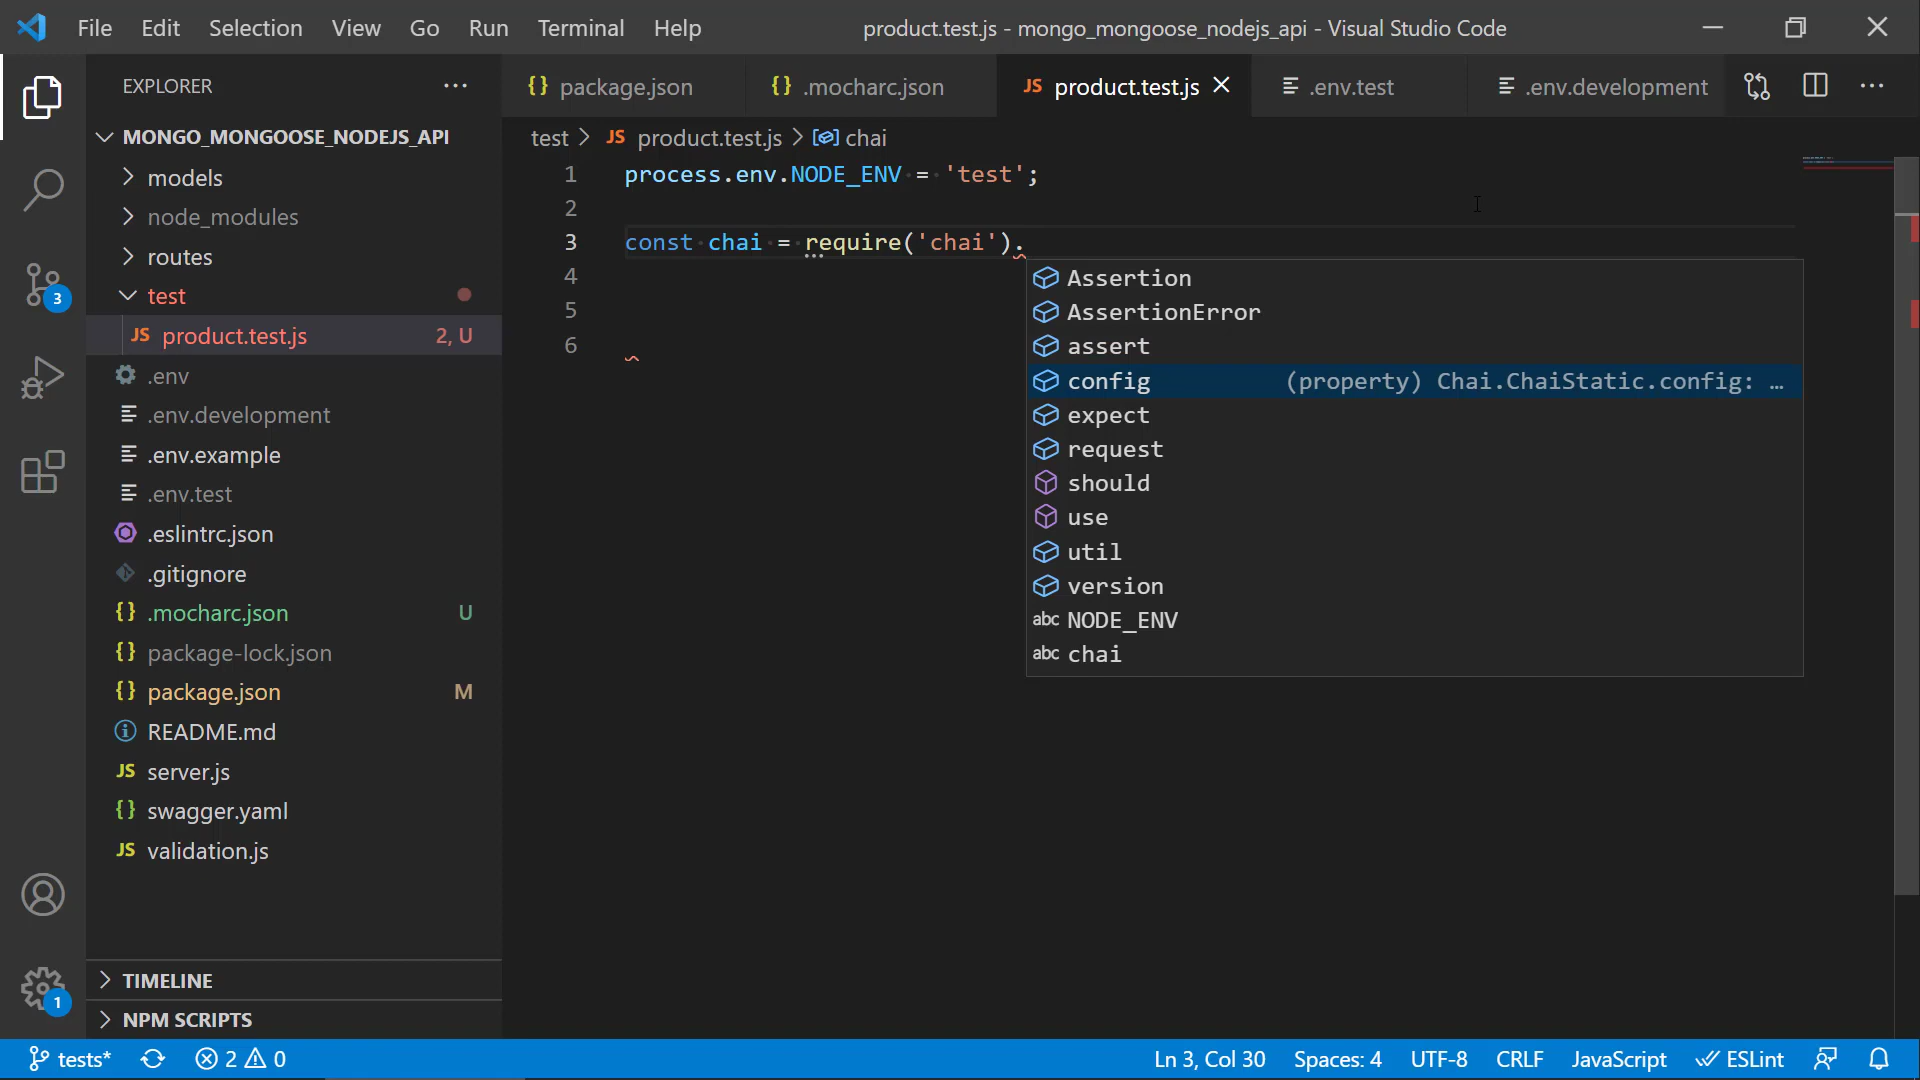 File Edit Selection View Go Run Terminal Help product.test.js - mongo_mongoose_nodejs_api - Visual Studio Code
EXPLORER
MONGO_MONGOOSE_NODEJS_API
models
node_modules
routes
test
JS product.test.js 2, U
.env
.env.development
.env.example
.env.test
.eslintrc.json
.gitignore
{} .mocharc.json U
{} package-lock.json
{} package.json M
README.md
JS server.js
{} swagger.yaml
JS validation.js
TIMELINE
NPM SCRIPTS
3
1
{} package.json {} .mocharc.json JS product.test.js .env.test .env.development
test > JS product.test.js > chai
1 process.env.NODE_ENV = 'test';
2
3 const chai = require('chai').
4
5
6
Assertion
AssertionError
assert
config (property) Chai.ChaiStatic.config: …
expect
request
should
use
util
version
abc NODE_ENV
abc chai
tests* 2 0 Ln 3, Col 30 Spaces: 4 UTF-8 CRLF JavaScript ESLint